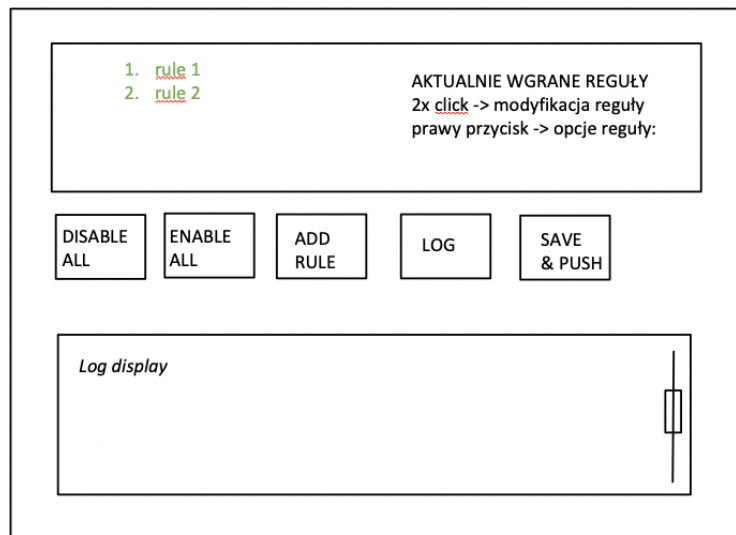 1. rule 1
2. rule 2
AKTUALNIE WGRANE REGUŁY
2x click -> modyfikacja reguły
prawy przycisk -> opcje reguły:
DISABLE
ALL
ENABLE
ALL
ADD
RULE
LOG
SAVE
& PUSH
Log display